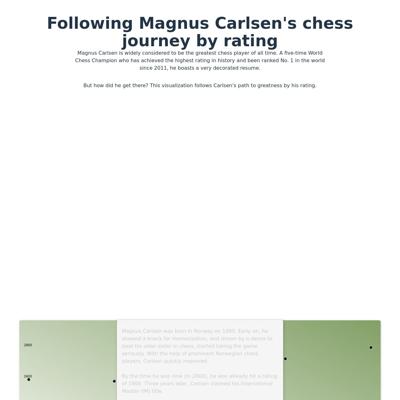 Following Magnus Carlsen's chess
journey by rating
Magnus Carlsen is widely considered to be the greatest chess player of all time. A five-time World
Chess Champion who has achieved the highest rating in history and been ranked No. 1 in the world
since 2011, he boasts a very decorated resume.
But how did he get there? This visualization follows Carlsen's path to greatness by his rating.
Magnus Carlsen was born in Norway on 1990. Early on, he
showed a knack for memorization, and driven by a desire to
beat his older sister in chess, started taking the game
seriously. With the help of prominent Norwegian chess
players, Carlsen quickly improved.
2800
By the time he was nine (in 2000), he was already hit a rating
of 1900. Three years later, Carlsen claimed his International
Master (IM) title.